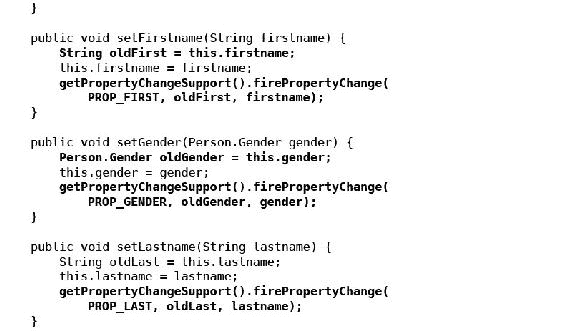 }
public void setFirstname(String firstname) {
String oldFirst = this.firstname;
this.firstname = firstname;
getPropertyChangeSupport().firePropertyChange(
PROP_FIRST, oldFirst, firstname);
}
public void setGender(Person.Gender gender) {
Person.Gender oldGender = this.gender;
this.gender = gender;
getPropertyChangeSupport().firePropertyChange(
PROP_GENDER, oldGender, gender);
}
public void setLastname(String lastname) {
String oldLast = this.lastname;
this.lastname = lastname;
getPropertyChangeSupport().firePropertyChange(
PROP_LAST, oldLast, lastname);
}